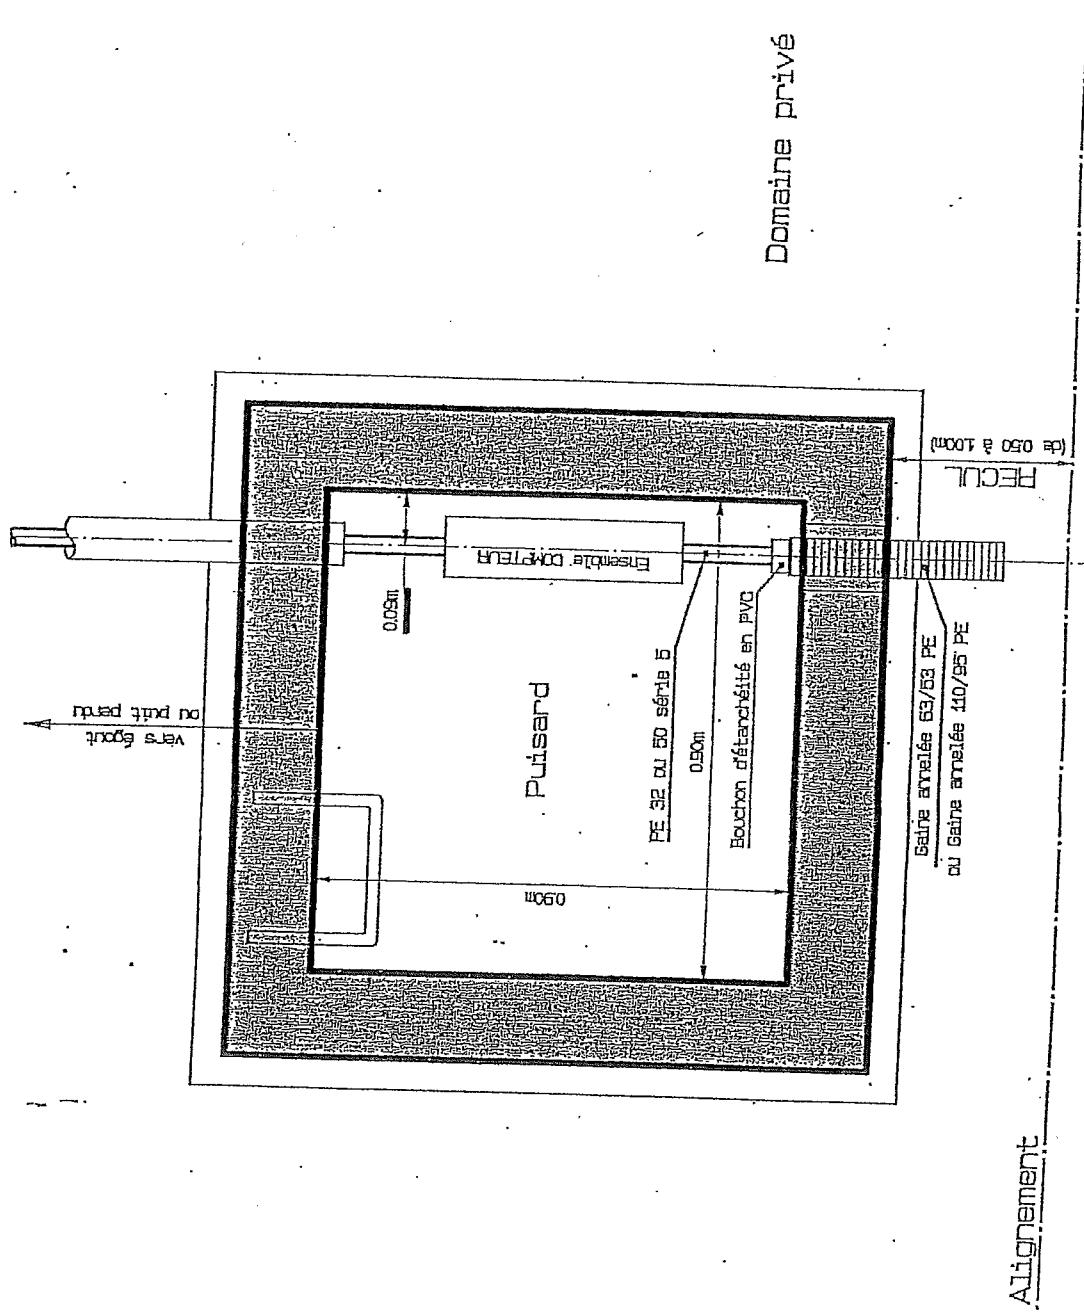 Domaine privé
RECUL
(de 0.50 à 1.00m)
Ensemble COMPTEUR
0.09m
vers égout
ou puit perdu
Puisard
PE 32 ou 50 série 5
0.90m
Bouchon d'étanchéité en PVC
0.90m
Gaine annelée 63/53 PE
ou Gaine annelée 110/95 PE
Alignement